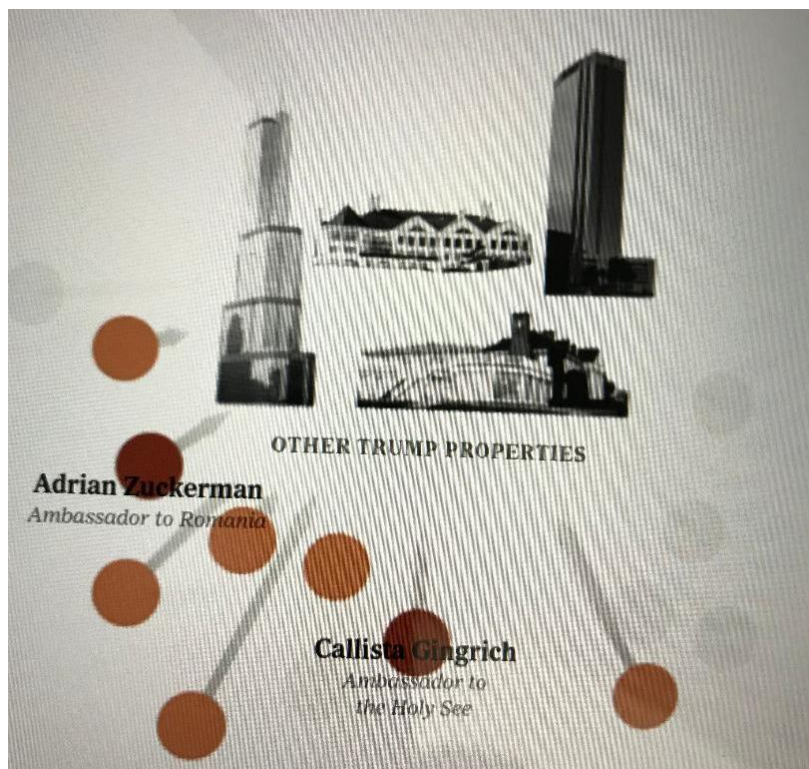 OTHER TRUMP PROPERTIES
Adrian Zuckerman
Ambassador to Romania
Callista Gingrich
Ambassador to
the Holy See